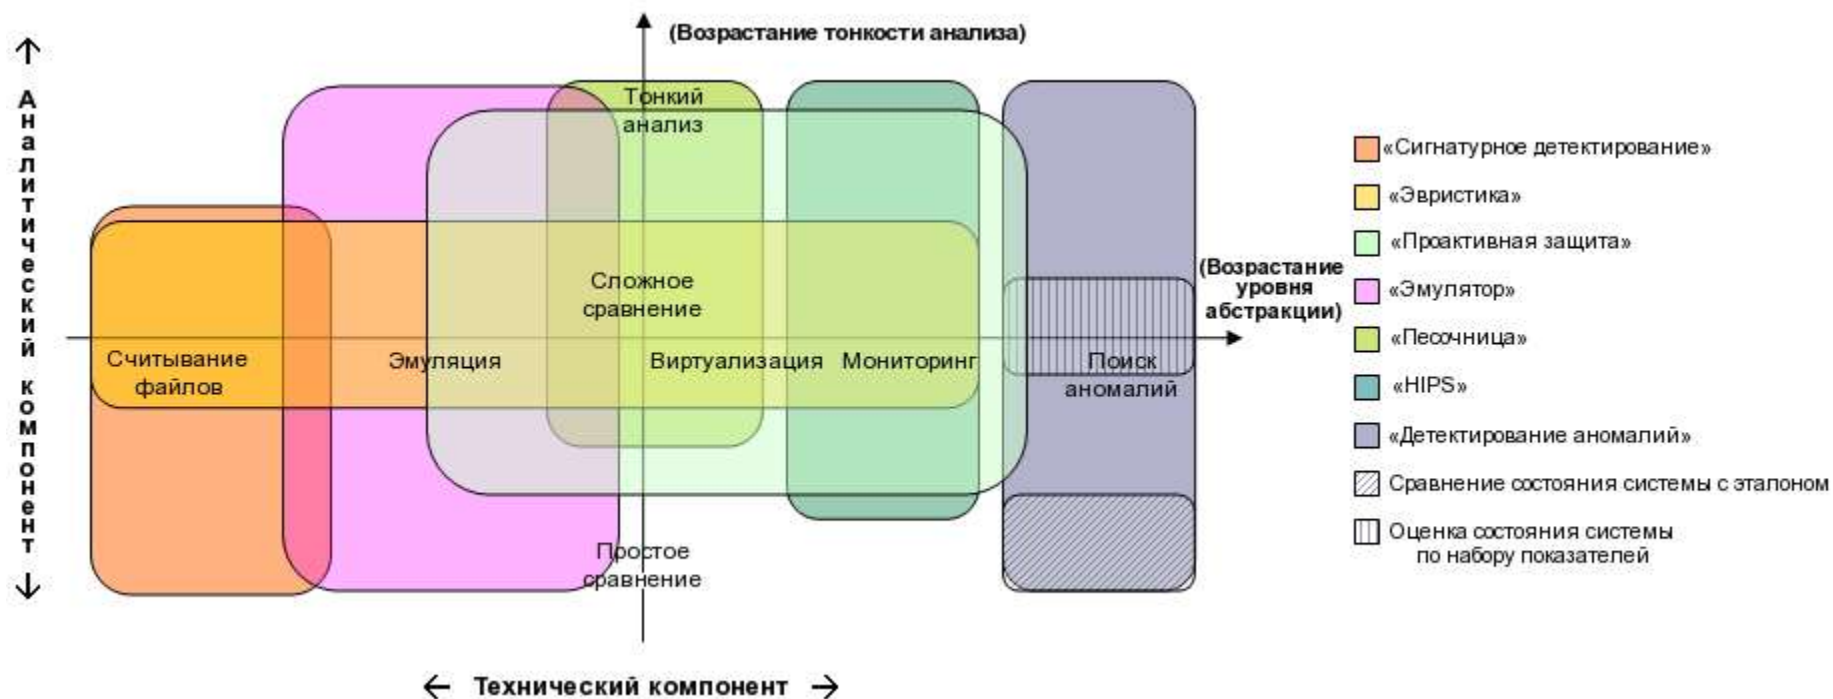 (Возрастание тонкости анализа)
Аналитический компонент
Тонкий
анализ
Сложное
сравнение
(Возрастание
уровня
абстракции)
Считывание
файлов
Эмуляция
Виртуализация
Мониторинг
Поиск
аномалий
Простое
сравнение
Технический компонент
«Сигнатурное детектирование»
«Эвристика»
«Проактивная защита»
«Эмулятор»
«Песочница»
«HIPS»
«Детектирование аномалий»
Сравнение состояния системы с эталоном
Оценка состояния системы
по набору показателей